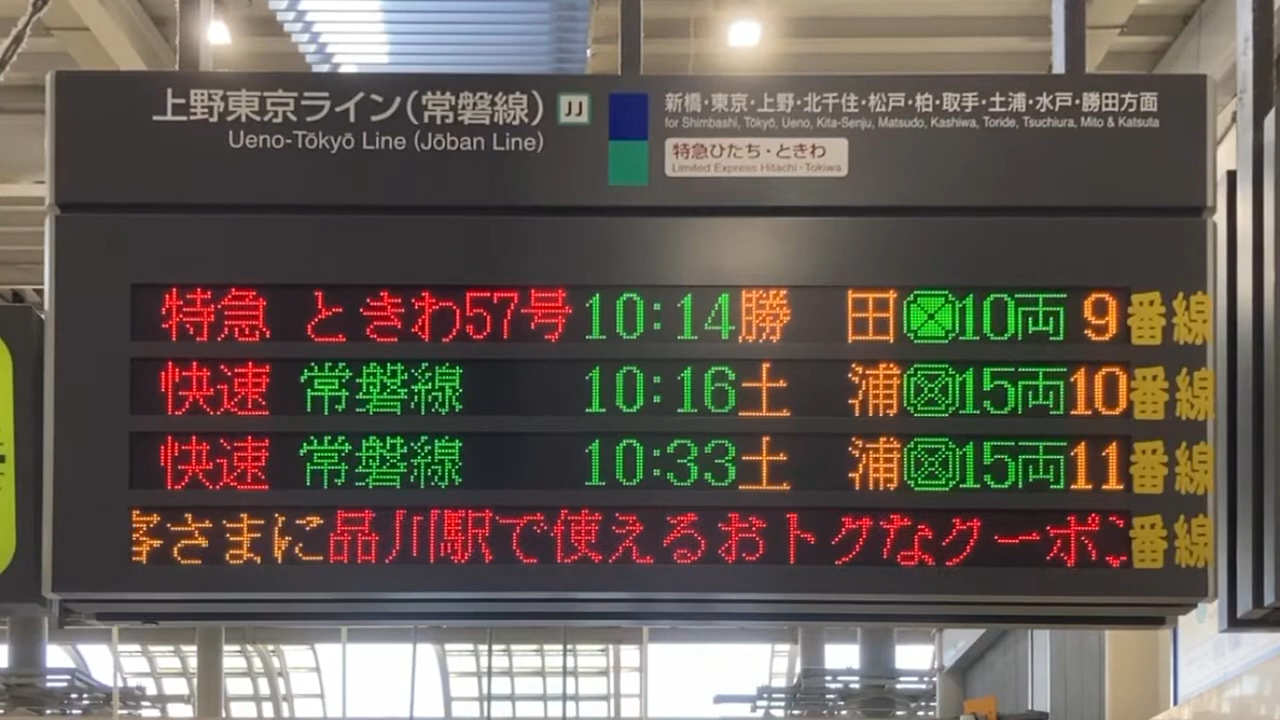 上野東京ライン(常磐線) JJ
Ueno-Tōkyō Line (Jōban Line)
新橋・東京・上野・北千住・松戸・柏・取手・土浦・水戸・勝田方面
for Shimbashi, Tōkyō, Ueno, Kita-Senju, Matsudo, Kashiwa, Toride, Tsuchiura, Mito & Katsuta
特急ひたち・ときわ
Limited Express Hitachi・Tokiwa
特急 ときわ57号 10:14 勝田 10両 9番線
快速 常磐線 10:16 土浦 15両 10番線
快速 常磐線 10:33 土浦 15両 11番線
さまに品川駅で使えるおトクなクーポ 番線